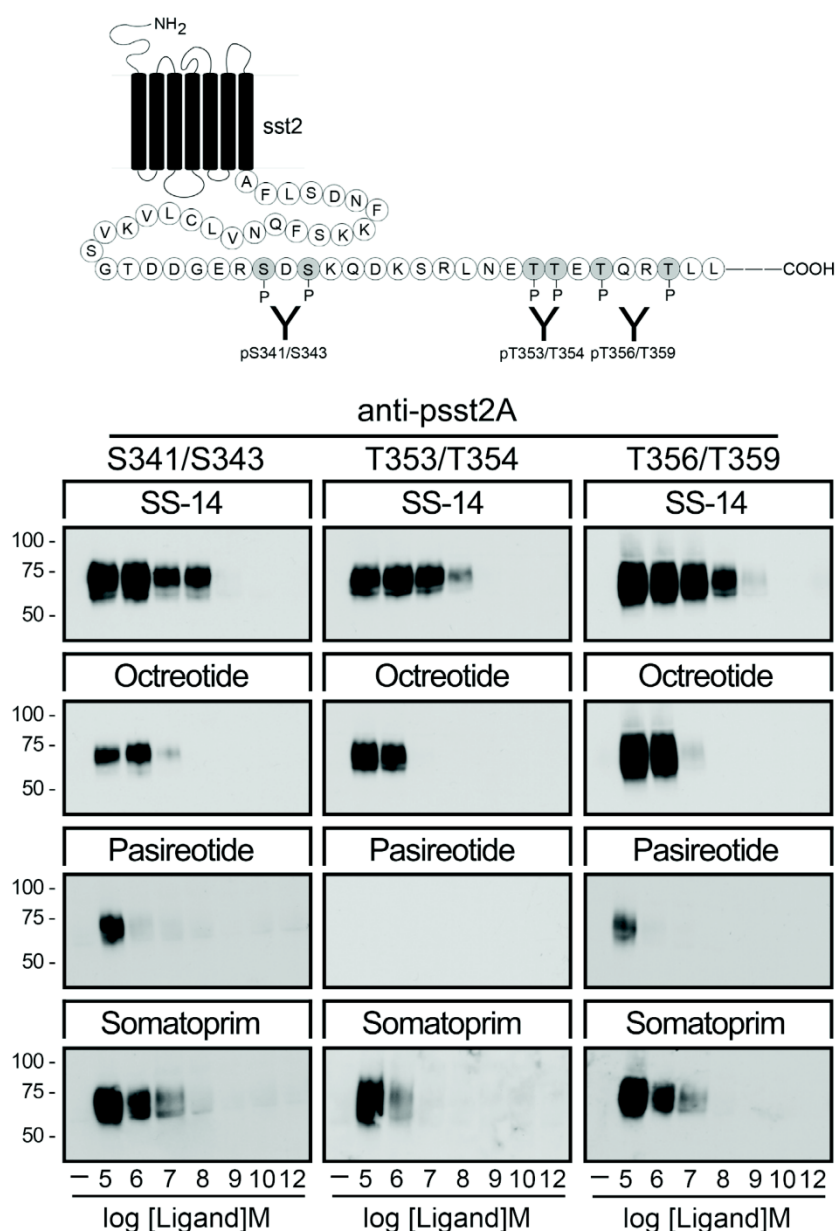 NH2
sst2
A F L S D N F K K S F Q N V L C L V K V S
G T D D G E R S D S K Q D K S R L N E T T E T Q R T L L ——— COOH
P P P P P P
pS341/S343 pT353/T354 pT356/T359
anti-psst2A
S341/S343 T353/T354 T356/T359
SS-14 SS-14 SS-14
100 -
75 -
50 -
Octreotide Octreotide Octreotide
100 -
75 -
50 -
Pasireotide Pasireotide Pasireotide
100 -
75 -
50 -
Somatoprim Somatoprim Somatoprim
100 -
75 -
50 -
– 5 6 7 8 9 10 12 – 5 6 7 8 9 10 12 – 5 6 7 8 9 10 12
log [Ligand]M log [Ligand]M log [Ligand]M